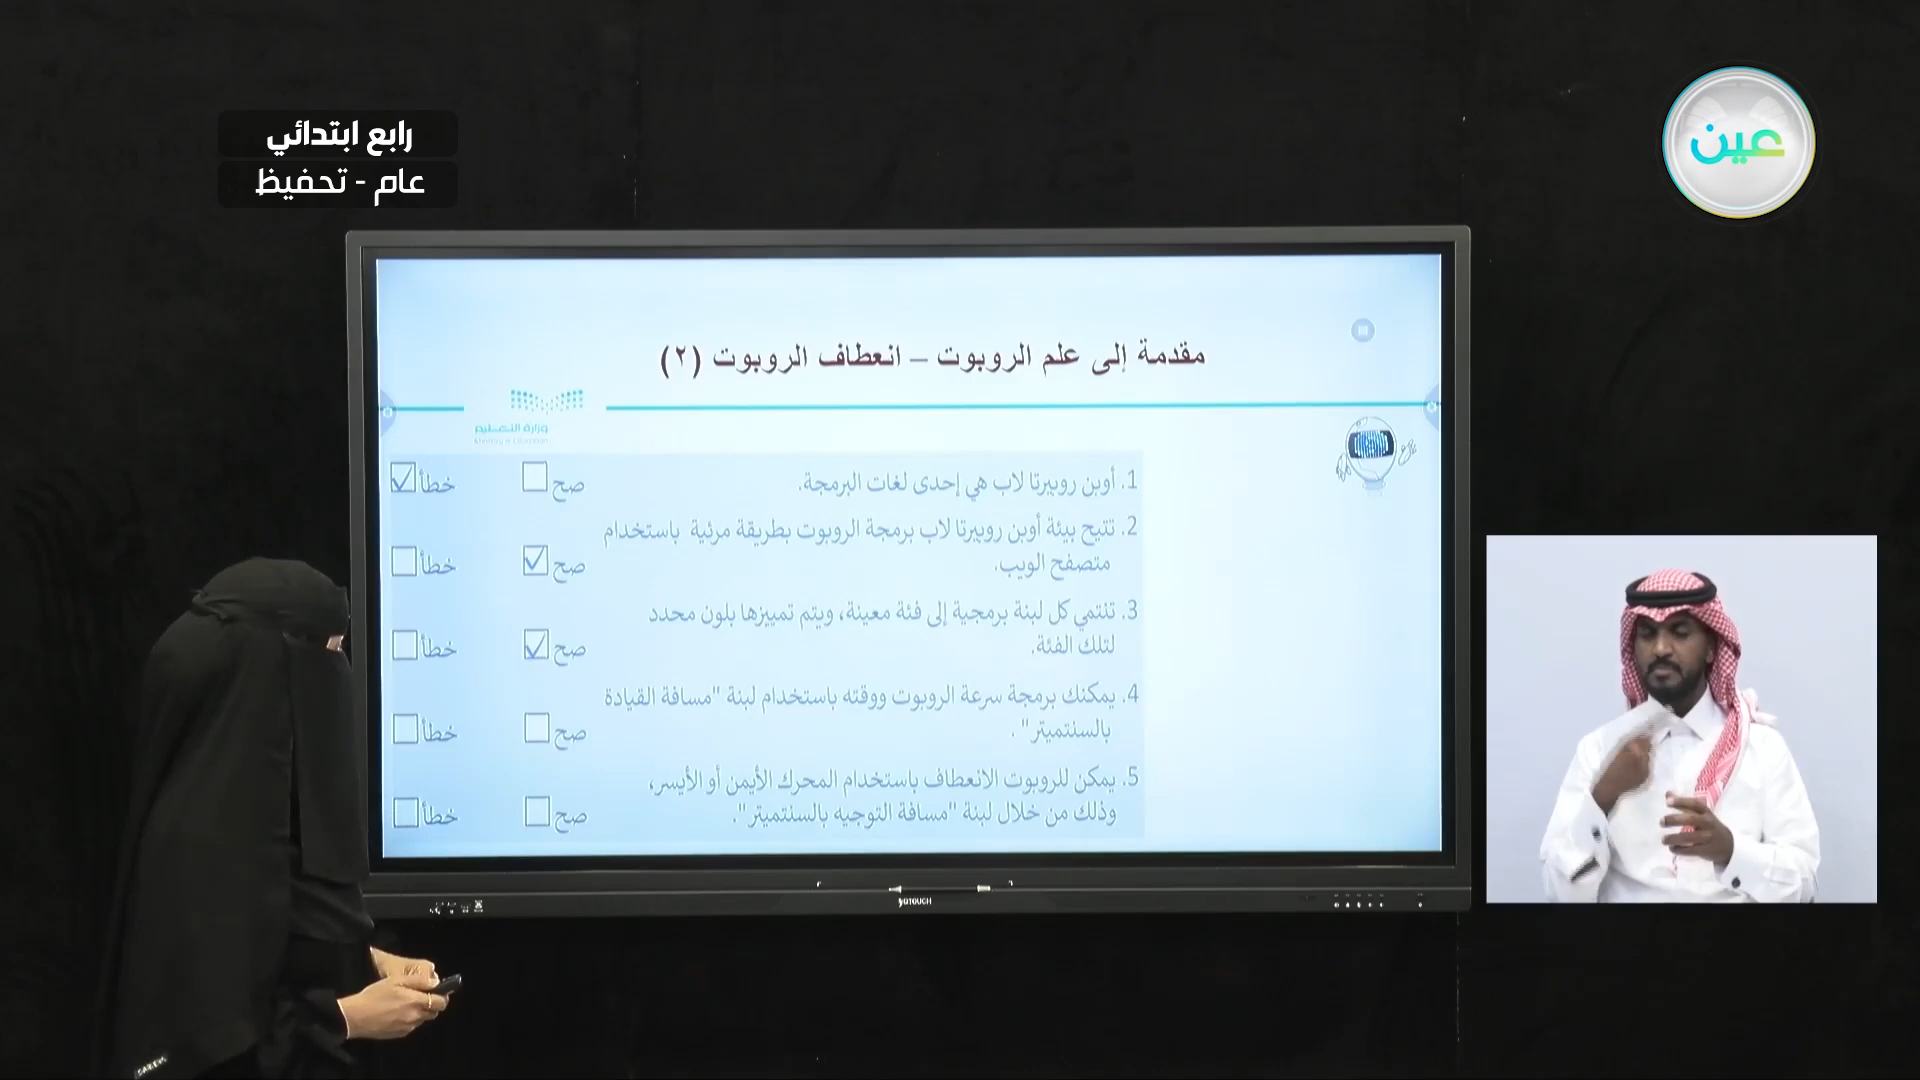 رابع ابتدائي
عام - تحفيظ
عين
مقدمة إلى علم الروبوت – انعطاف الروبوت (٢)
وزارة التعليم
Ministry of Education
1. أوبن روبيرتا لاب هي إحدى لغات البرمجة. صح خطأ
2. تتيح بيئة أوبن روبيرتا لاب برمجة الروبوت بطريقة مرئية باستخدام
متصفح الويب. صح خطأ
3. تنتمي كل لبنة برمجية إلى فئة معينة، ويتم تمييزها بلون محدد
لتلك الفئة. صح خطأ
4. يمكنك برمجة سرعة الروبوت ووقته باستخدام لبنة "مسافة القيادة
بالسنتميتر". صح خطأ
5. يمكن للروبوت الانعطاف باستخدام المحرك الأيمن أو الأيسر،
وذلك من خلال لبنة "مسافة التوجيه بالسنتميتر". صح خطأ